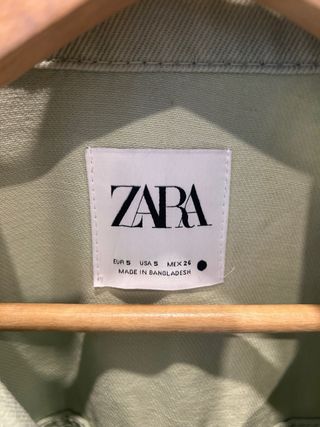 ZARA
EUR S USA S MEX 26
MADE IN BANGLADESH